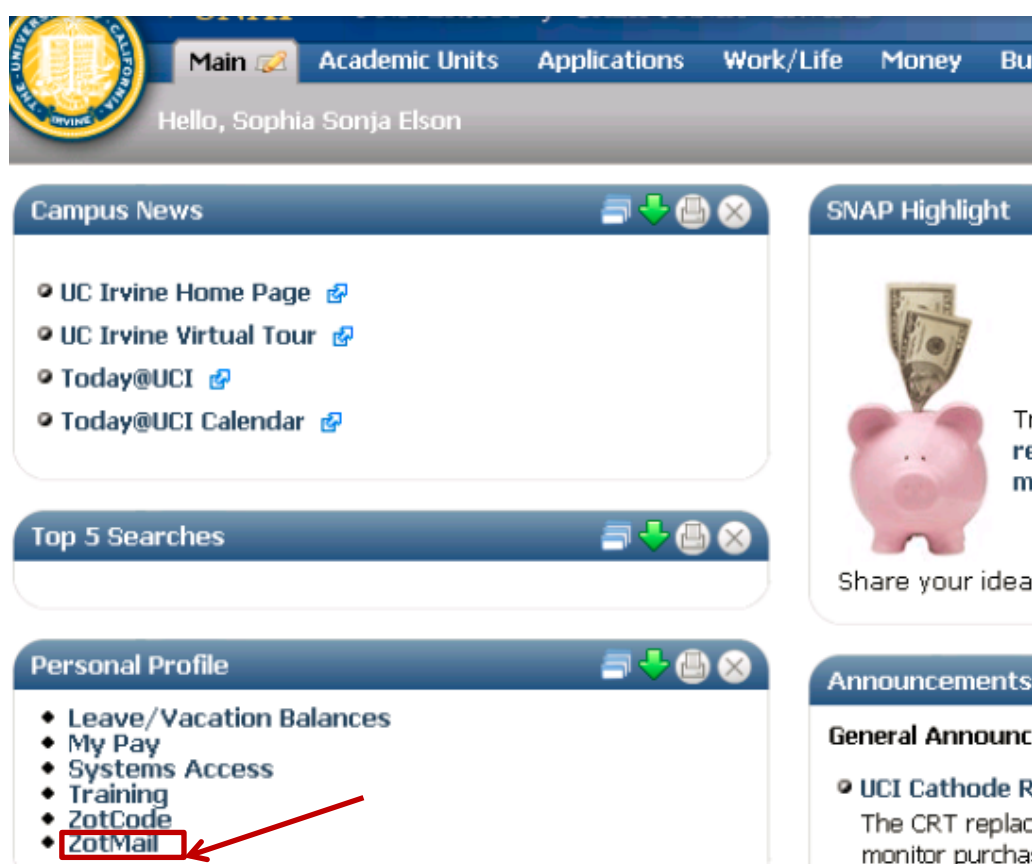 SNAP
Main
Academic Units
Applications
Work/Life
Money
Hello, Sophia Sonja Elson
Campus News
UC Irvine Home Page
UC Irvine Virtual Tour
Today@UCI
Today@UCI Calendar
Top 5 Searches
Personal Profile
Leave/Vacation Balances
My Pay
Systems Access
Training
ZotCode
ZotMail
SNAP Highlight
Share your idea
Announcements
General Announc
UCI Cathode R
The CRT replac
monitor purchas